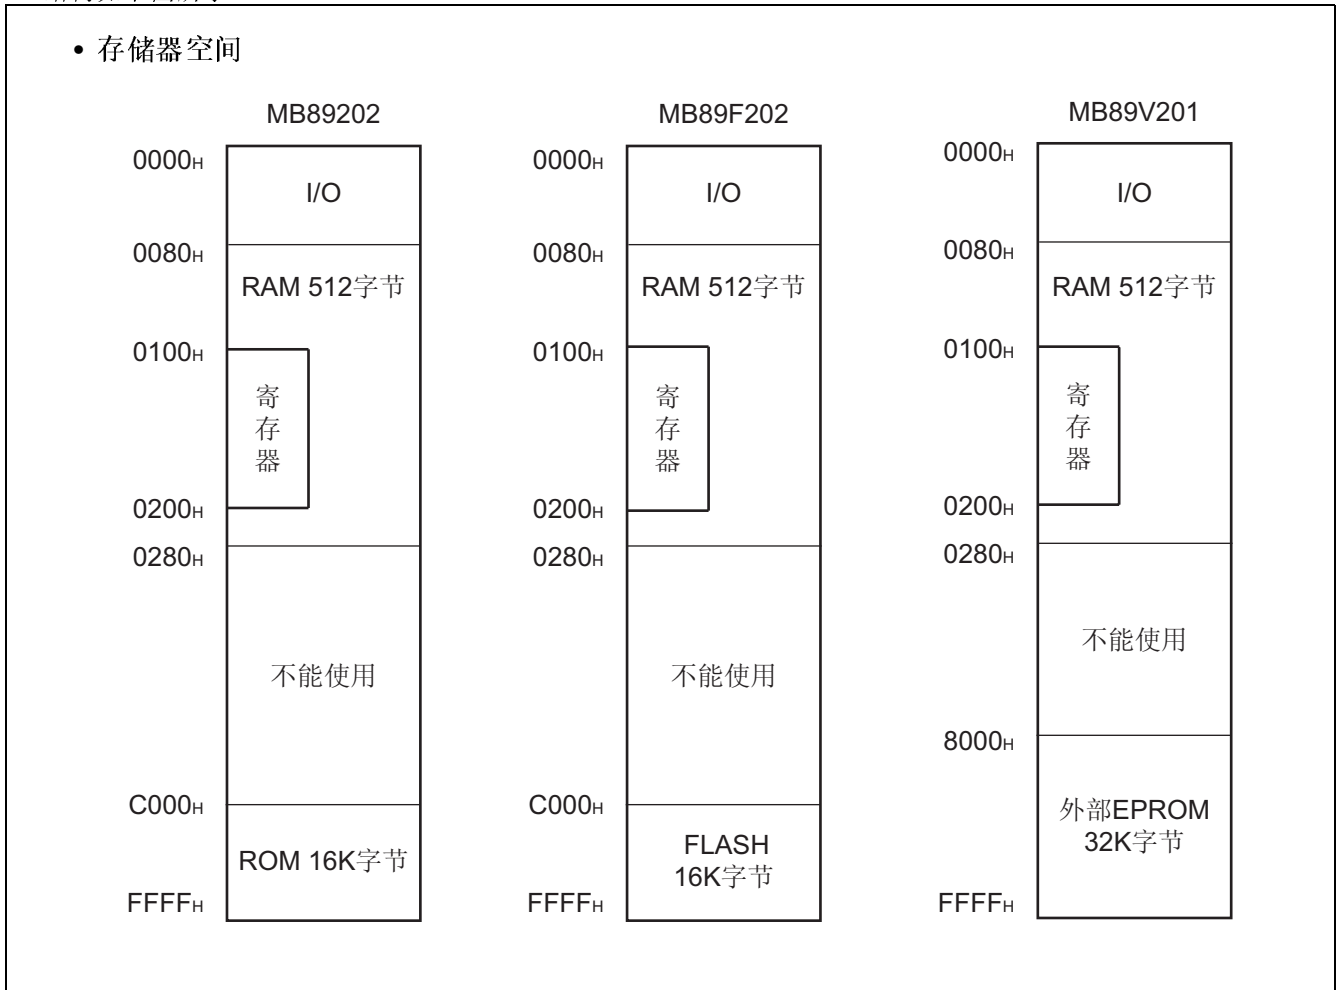 • 存储器空间
MB89202
0000H
I/O
0080H
RAM 512字节
0100H
寄
存
器
0200H
0280H
不能使用
C000H
ROM 16K字节
FFFFH
MB89F202
0000H
I/O
0080H
RAM 512字节
0100H
寄
存
器
0200H
0280H
不能使用
C000H
FLASH
16K字节
FFFFH
MB89V201
0000H
I/O
0080H
RAM 512字节
0100H
寄
存
器
0200H
0280H
不能使用
8000H
外部EPROM
32K字节
FFFFH